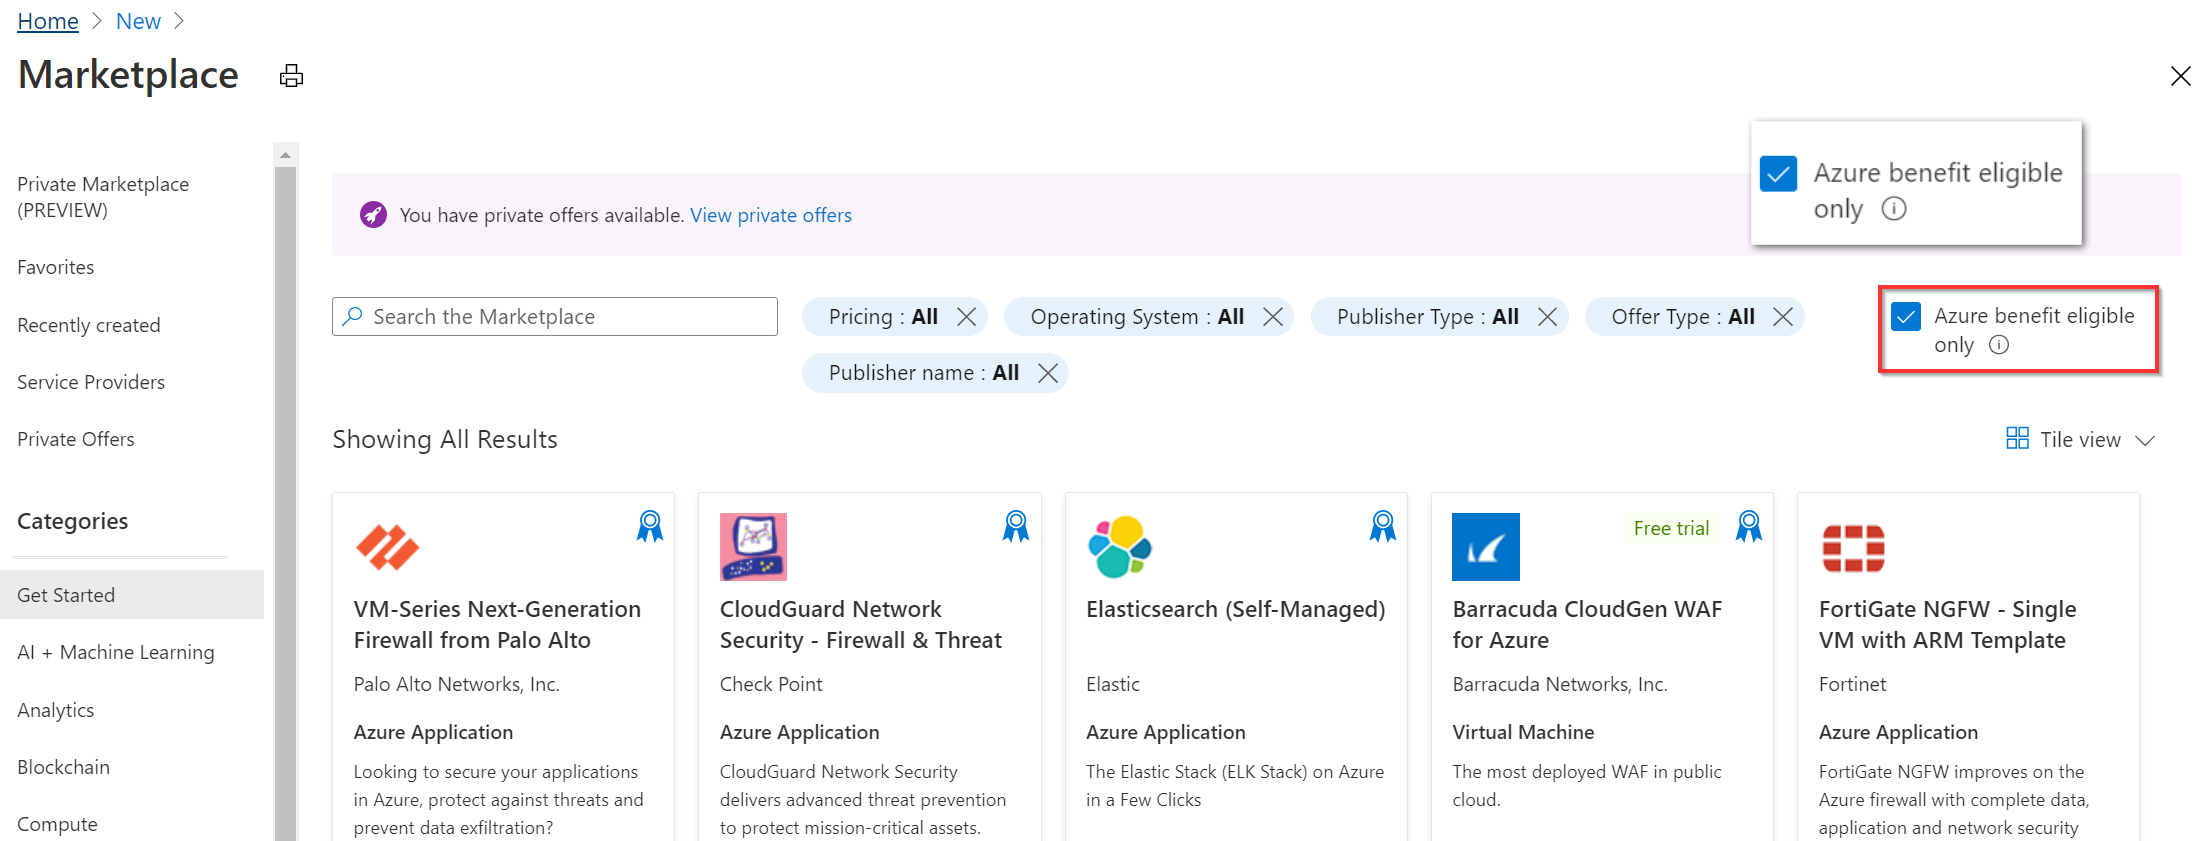 Home > New >
Marketplace
Azure benefit eligible
only
Private Marketplace
(PREVIEW)
Favorites
Recently created
Service Providers
Private Offers
Categories
Get Started
AI + Machine Learning
Analytics
Blockchain
Compute
You have private offers available. View private offers
Search the Marketplace
Pricing : All
Operating System : All
Publisher Type : All
Offer Type : All
Publisher name : All
Azure benefit eligible
only
Showing All Results
Tile view
VM-Series Next-Generation
Firewall from Palo Alto
Palo Alto Networks, Inc.
Azure Application
Looking to secure your applications
in Azure, protect against threats and
prevent data exfiltration?
CloudGuard Network
Security - Firewall & Threat
Check Point
Azure Application
CloudGuard Network Security
delivers advanced threat prevention
to protect mission-critical assets.
Elasticsearch (Self-Managed)
Elastic
Azure Application
The Elastic Stack (ELK Stack) on Azure
in a Few Clicks
Free trial
Barracuda CloudGen WAF
for Azure
Barracuda Networks, Inc.
Virtual Machine
The most deployed WAF in public
cloud.
FortiGate NGFW - Single
VM with ARM Template
Fortinet
Azure Application
FortiGate NGFW improves on the
Azure firewall with complete data,
application and network security